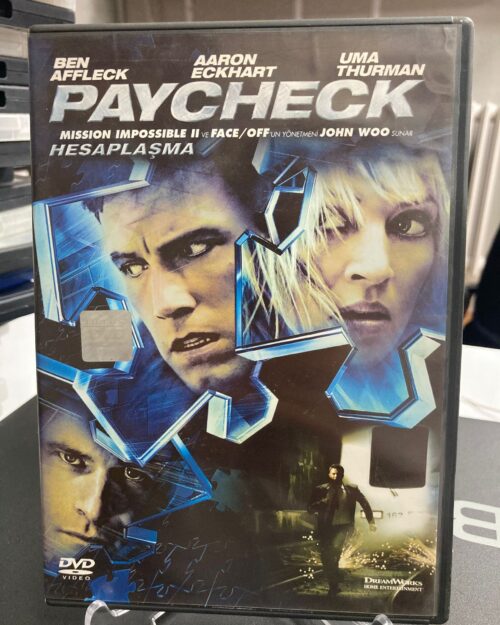 BEN AFFLECK
AARON ECKHART
UMA THURMAN
PAYCHECK
MISSION IMPOSSIBLE II VE FACE/OFF'UN YÖNETMENİ JOHN WOO SUNAR
HESAPLAŞMA
DVD
VIDEO
DREAMWORKS
HOME ENTERTAINMENT